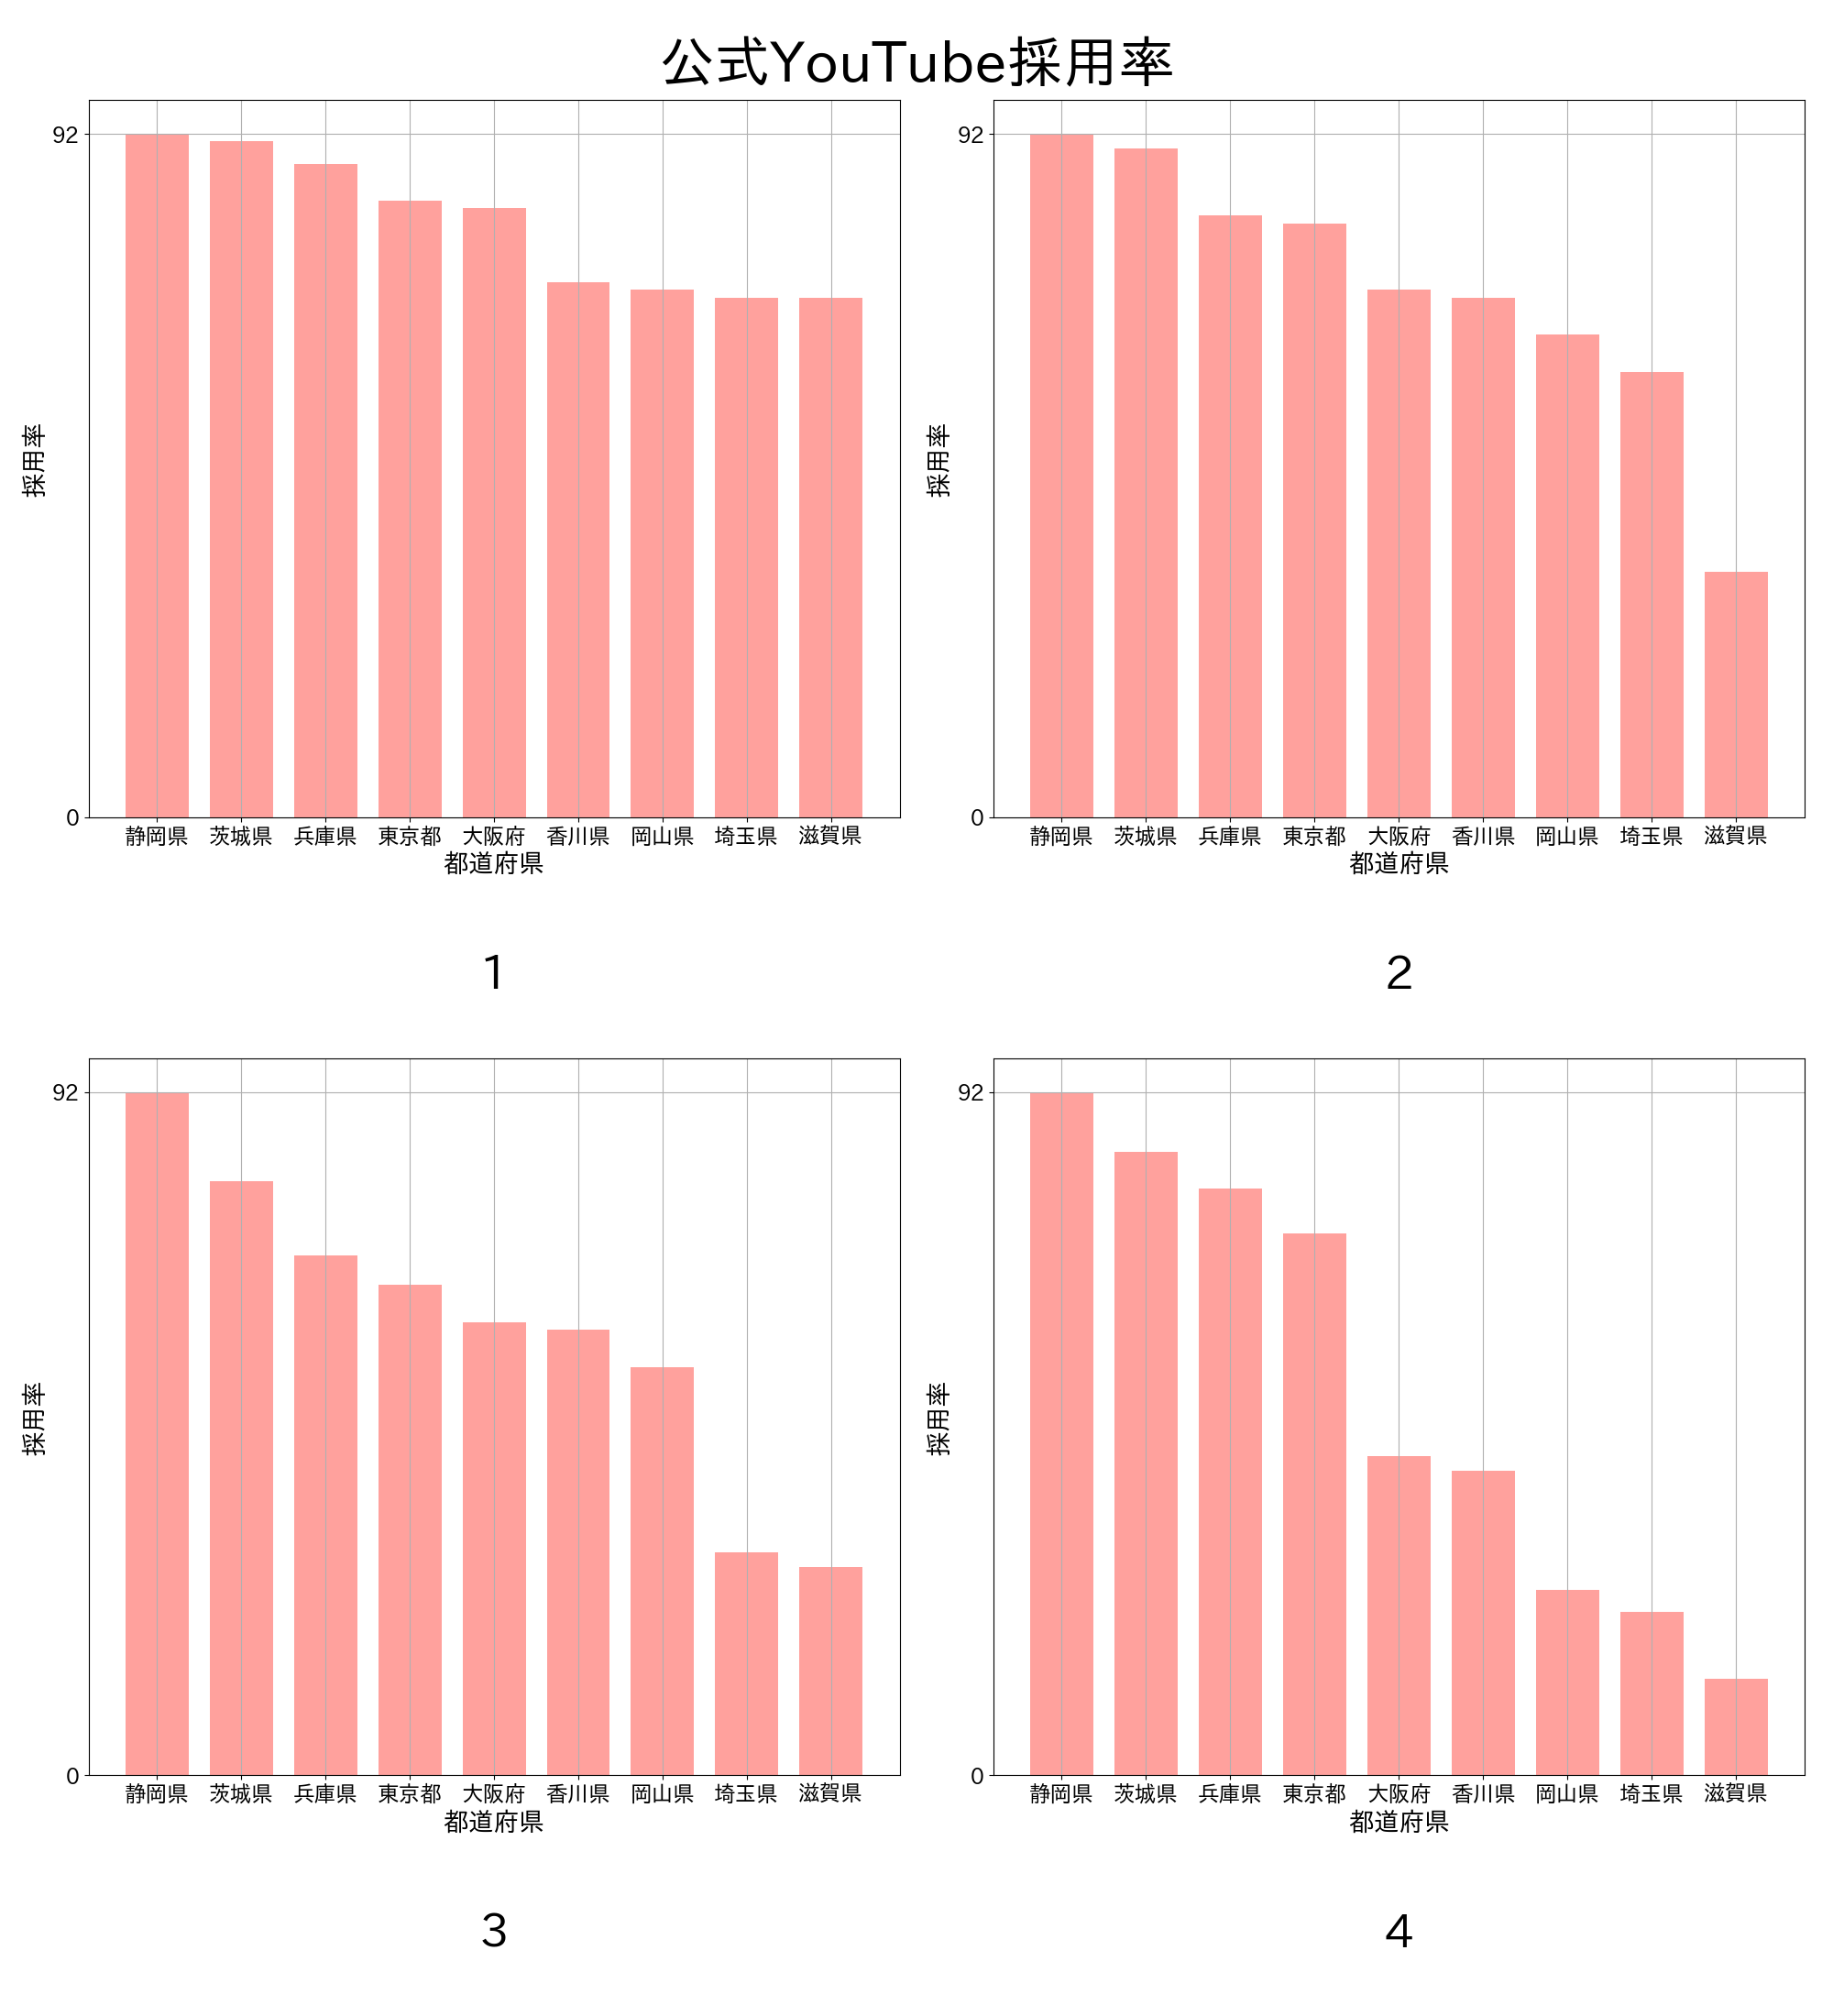 公式YouTube採用率
92
0
採用率
静岡県 茨城県 兵庫県 東京都 大阪府 香川県 岡山県 埼玉県 滋賀県
都道府県
1
92
0
採用率
静岡県 茨城県 兵庫県 東京都 大阪府 香川県 岡山県 埼玉県 滋賀県
都道府県
2
92
0
採用率
静岡県 茨城県 兵庫県 東京都 大阪府 香川県 岡山県 埼玉県 滋賀県
都道府県
3
92
0
採用率
静岡県 茨城県 兵庫県 東京都 大阪府 香川県 岡山県 埼玉県 滋賀県
都道府県
4